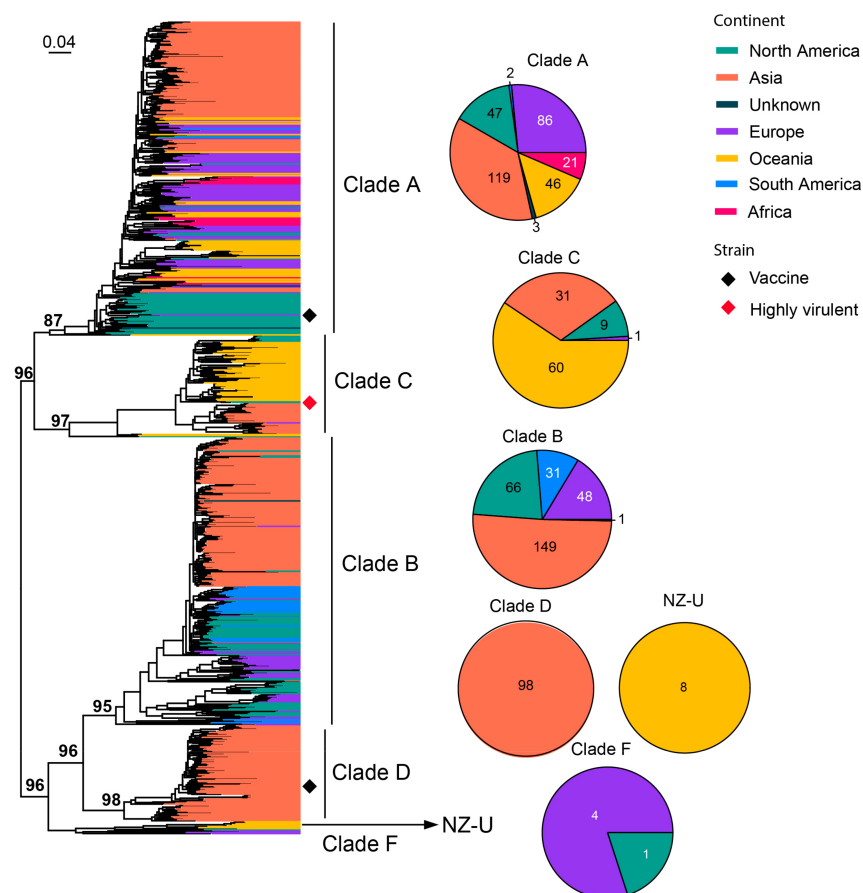 0.04
Clade A
Clade C
Clade B
Clade D
Clade F
NZ-U
87
96
97
95
96
96
98
Clade A
2
47
86
21
119
46
3
Clade C
31
9
1
60
Clade B
31
66
48
1
149
Clade D
98
NZ-U
8
Clade F
4
1
Continent
North America
Asia
Unknown
Europe
Oceania
South America
Africa
Strain
Vaccine
Highly virulent